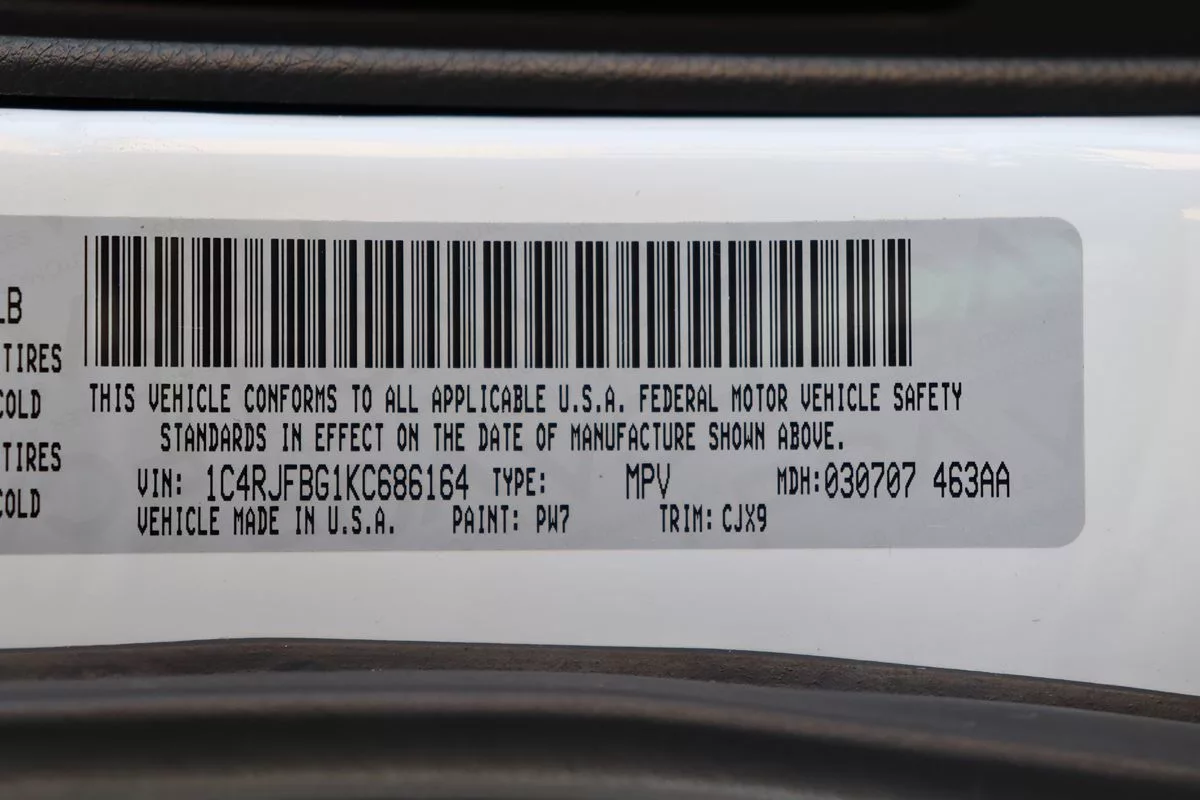 LB
TIRES
COLD
TIRES
COLD
THIS VEHICLE CONFORMS TO ALL APPLICABLE U.S.A. FEDERAL MOTOR VEHICLE SAFETY
STANDARDS IN EFFECT ON THE DATE OF MANUFACTURE SHOWN ABOVE.
VIN: 1C4RJFBG1KC686164 TYPE: MPV MDH:030707 463AA
VEHICLE MADE IN U.S.A. PAINT: PW7 TRIM: CJX9